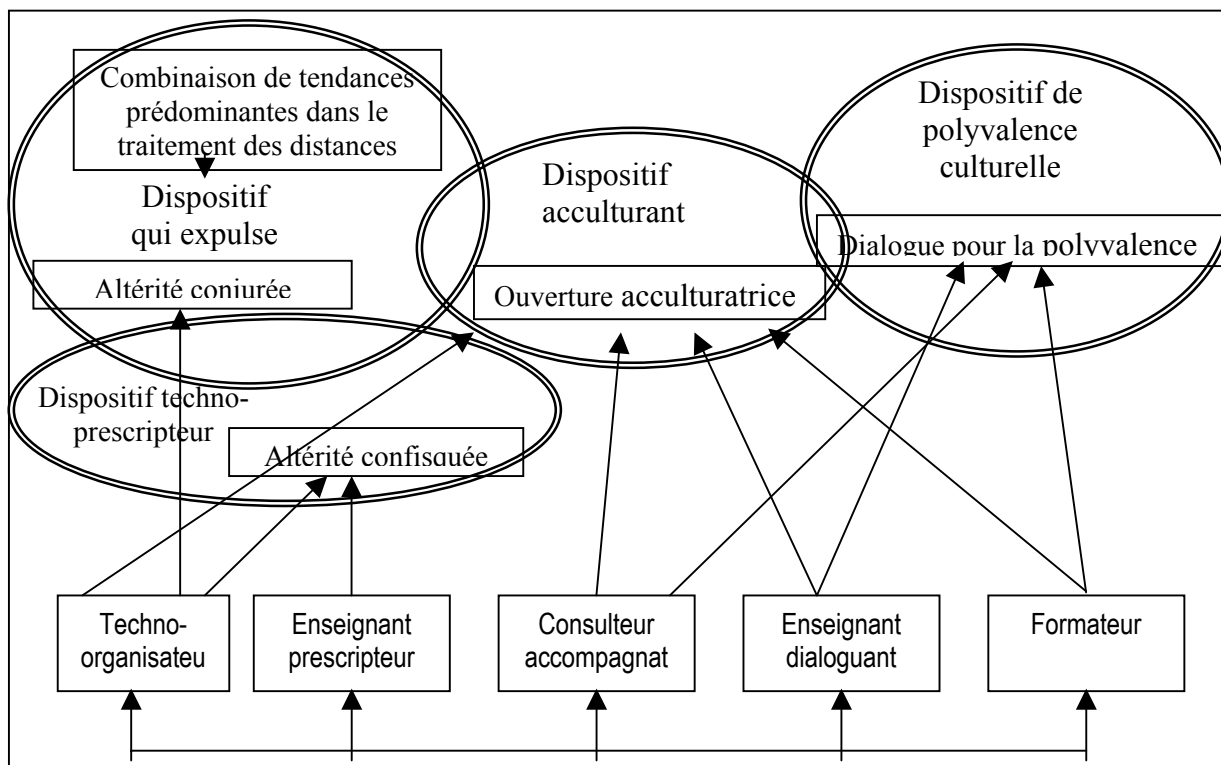 Combinaison de tendances
prédominantes dans le
traitement des distances
Dispositif
qui expulse
Altérité conjurée
Dispositif techno-
prescripteur
Altérité confisquée
Dispositif
acculturant
Ouverture acculturatrice
Dispositif de
polyvalence
culturelle
Dialogue pour la polyvalence
Techno-
organisateu
Enseignant
prescripteur
Consulteur
accompagnat
Enseignant
dialoguant
Formateur